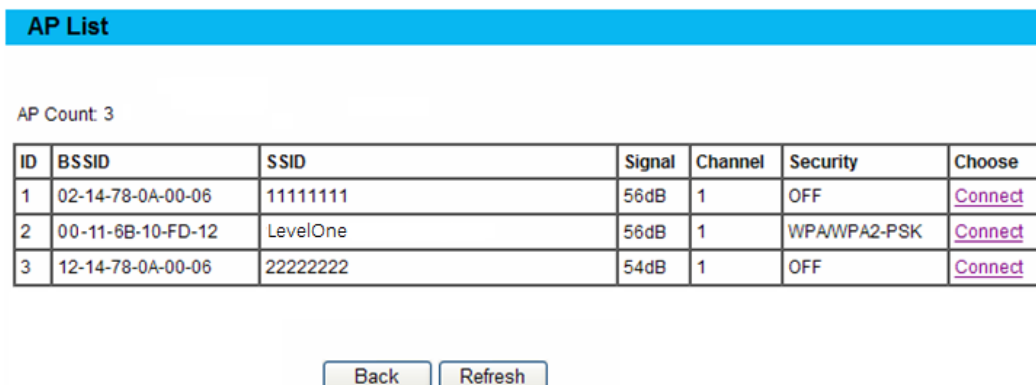 AP List
AP Count: 3
ID BSSID SSID Signal Channel Security Choose
1 02-14-78-0A-00-06 11111111 56dB 1 OFF Connect
2 00-11-6B-10-FD-12 LevelOne 56dB 1 WPA/WPA2-PSK Connect
3 12-14-78-0A-00-06 22222222 54dB 1 OFF Connect
Back Refresh